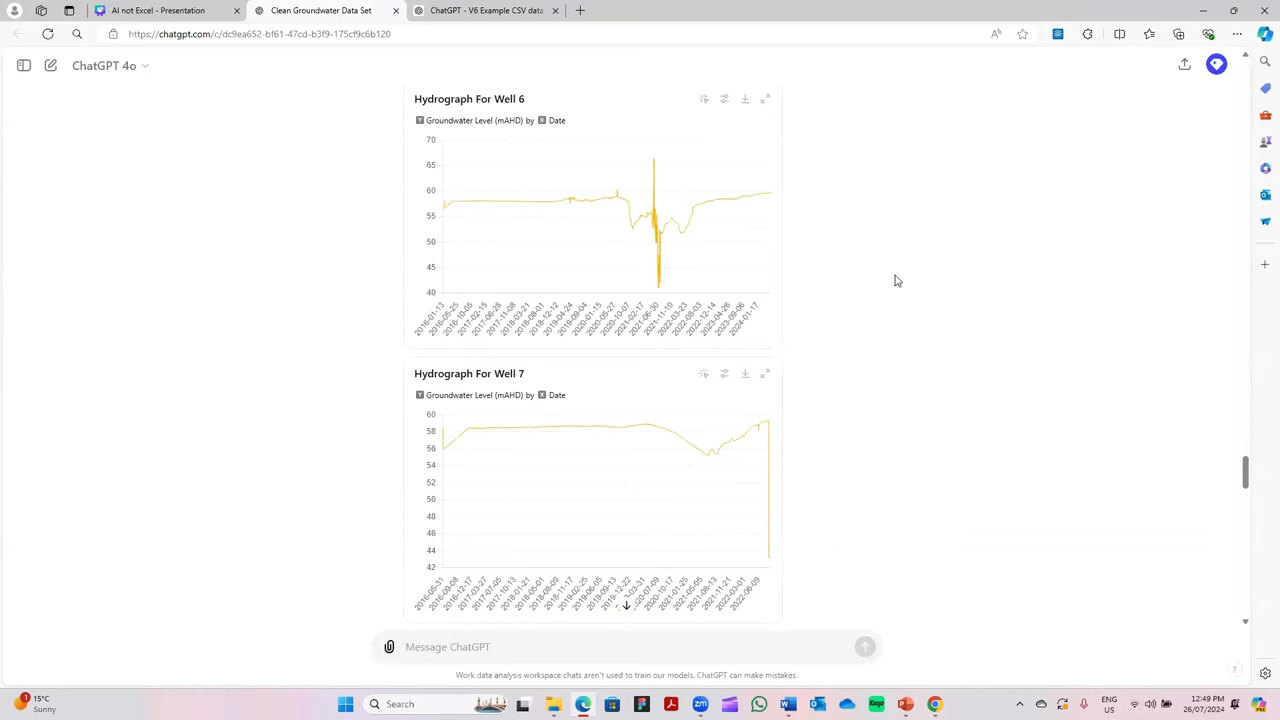 AI not Excel - Presentation
Clean Groundwater Data Set
ChatGPT - V6 Example CSV data
https://chatgpt.com/c/dc9ea652-bf61-47cd-b3f9-175cf9c6b120
ChatGPT 4o
Hydrograph For Well 6
Y Groundwater Level (mAHD) by X Date
70
65
60
55
50
45
40
2016-01-13 2016-05-25 2016-10-05 2017-02-15 2017-06-28 2017-11-08 2018-03-21 2018-08-01 2018-12-12 2019-04-24 2019-09-04 2020-01-15 2020-05-27 2020-10-07 2021-02-17 2021-06-30 2021-11-10 2022-03-23 2022-08-03 2022-12-14 2023-04-26 2023-09-06 2024-01-17
Hydrograph For Well 7
Y Groundwater Level (mAHD) by X Date
60
58
56
54
52
50
48
46
44
42
2016-05-31 2016-09-08 2016-12-17 2017-03-27 2017-07-05 2017-10-13 2018-01-21 2018-05-01 2018-08-09 2018-11-17 2019-02-25 2019-06-05 2019-09-13 2019-12-22 2020-07-09 2020-10-17 2021-01-25 2021-05-05 2021-08-13 2021-11-21 2022-03-01 2022-06-09
Message ChatGPT
Work data analysis workspace chats aren't used to train our models. ChatGPT can make mistakes.
?
1
15°C
Sunny
Search
ENG
US
12:49 PM
26/07/2024